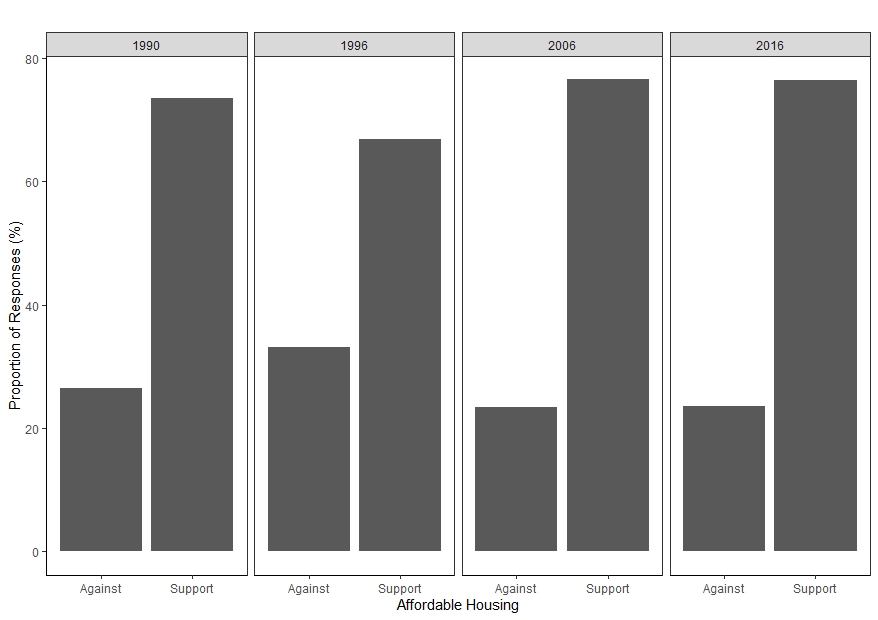 1990 1996 2006 2016
80
60
40
20
0
Proportion of Responses (%)
Against Support Against Support Against Support Against Support
Affordable Housing